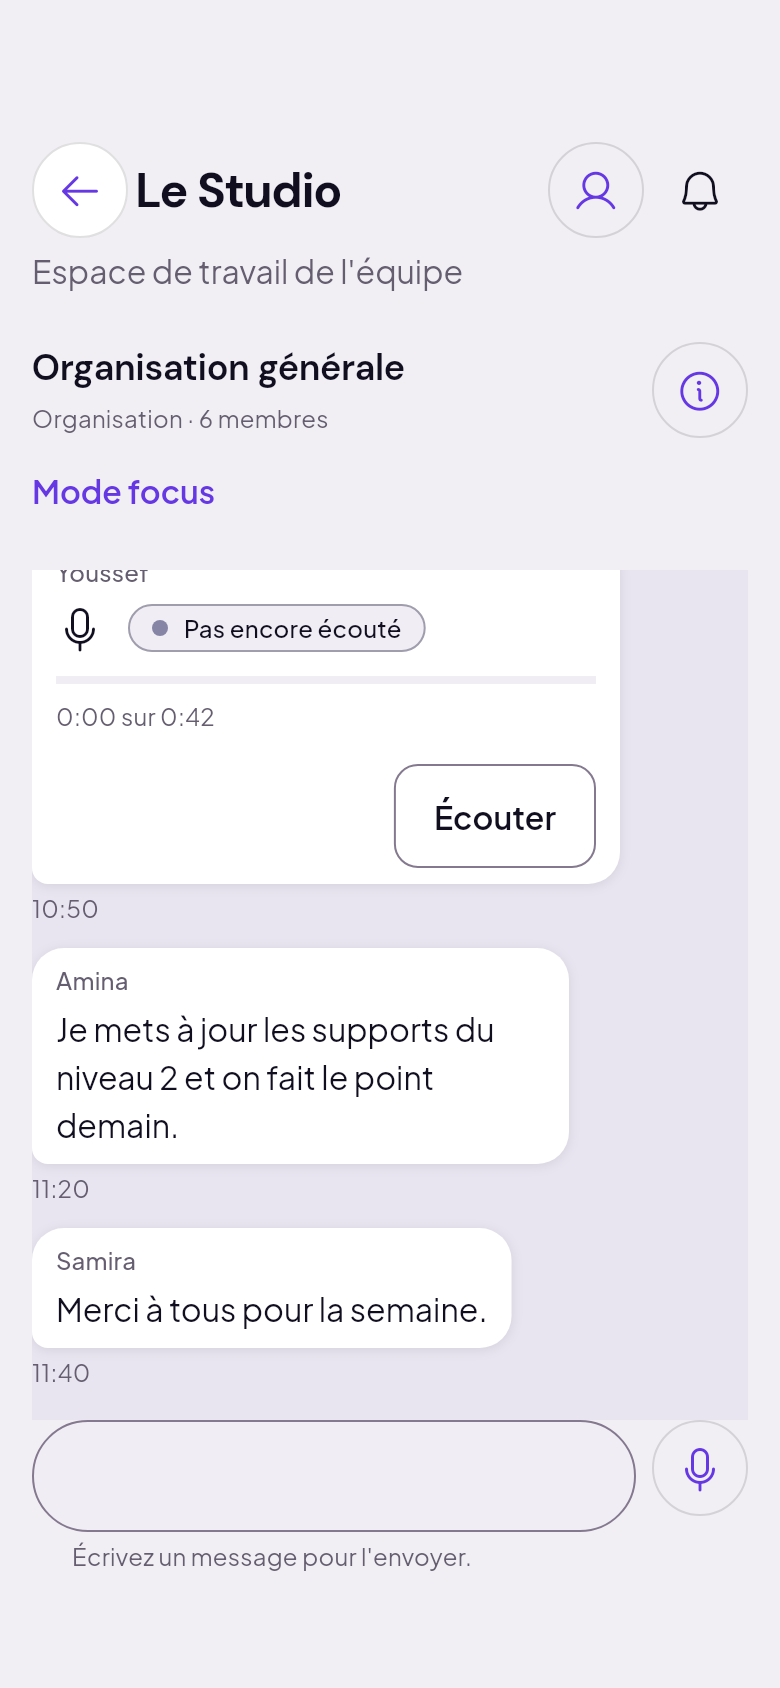 Le Studio
Espace de travail de l'équipe
Organisation générale
Organisation · 6 membres
Mode focus
Youssef
Pas encore écouté
0:00 sur 0:42
Écouter
10:50
Amina
Je mets à jour les supports du
niveau 2 et on fait le point
demain.
11:20
Samira
Merci à tous pour la semaine.
11:40
Écrivez un message pour l'envoyer.